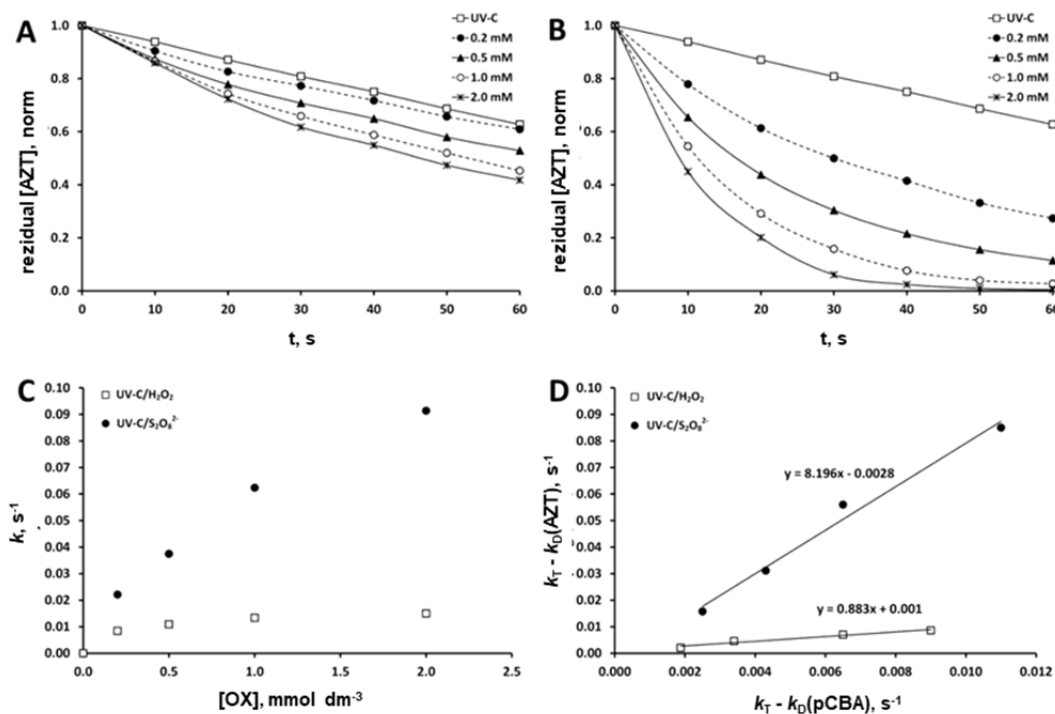 A
1.0
0.8
0.6
0.4
0.2
0.0
rezidual [AZT], norm
0 10 20 30 40 50 60
t, s
UV-C
0.2 mM
0.5 mM
1.0 mM
2.0 mM
B
1.0
0.8
0.6
0.4
0.2
0.0
rezidual [AZT], norm
0 10 20 30 40 50 60
t, s
UV-C
0.2 mM
0.5 mM
1.0 mM
2.0 mM
C
0.10
0.09
0.08
0.07
0.06
0.05
0.04
0.03
0.02
0.01
0.00
k, s⁻¹
UV-C/H₂O₂
UV-C/S₂O₈²⁻
0.0 0.5 1.0 1.5 2.0 2.5
[OX], mmol dm⁻³
D
0.10
0.09
0.08
0.07
0.06
0.05
0.04
0.03
0.02
0.01
0.00
k_T - k_D(AZT), s⁻¹
UV-C/H₂O₂
UV-C/S₂O₈²⁻
y = 8.196x - 0.0028
y = 0.883x + 0.001
0.000 0.002 0.004 0.006 0.008 0.010 0.012
k_T - k_D(pCBA), s⁻¹